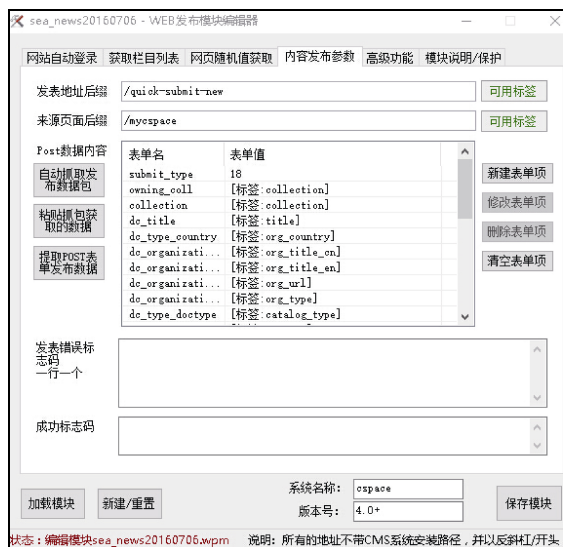 sea_news20160706 - WEB发布模块编辑器
网站自动登录 获取栏目列表 网页随机值获取 内容发布参数 高级功能 模块说明/保护
发表地址后缀 /quick-submit-new 可用标签
来源页面后缀 /mycspace 可用标签
Post数据内容
自动抓取发
布数据包
粘贴抓包获
取的数据
提取POST表
单发布数据
表单名 表单值
submit_type 18
owning_coll [标签:collection]
collection [标签:collection]
dc_title [标签:title]
dc_type_country [标签:org_country]
dc_organizati... [标签:org_title_cn]
dc_organizati... [标签:org_title_en]
dc_organizati... [标签:org_url]
dc_organizati... [标签:org_type]
dc_type_doctype [标签:catalog_type]
新建表单项
修改表单项
删除表单项
清空表单项
发表错误标
志码
一行一个
成功标志码
加载模块 新建/重置
系统名称: cspace
版本号: 4.0+
保存模块
状态:编辑模块sea_news20160706.wpm 说明:所有的地址不带CMS系统安装路径,并以反斜杠/开头